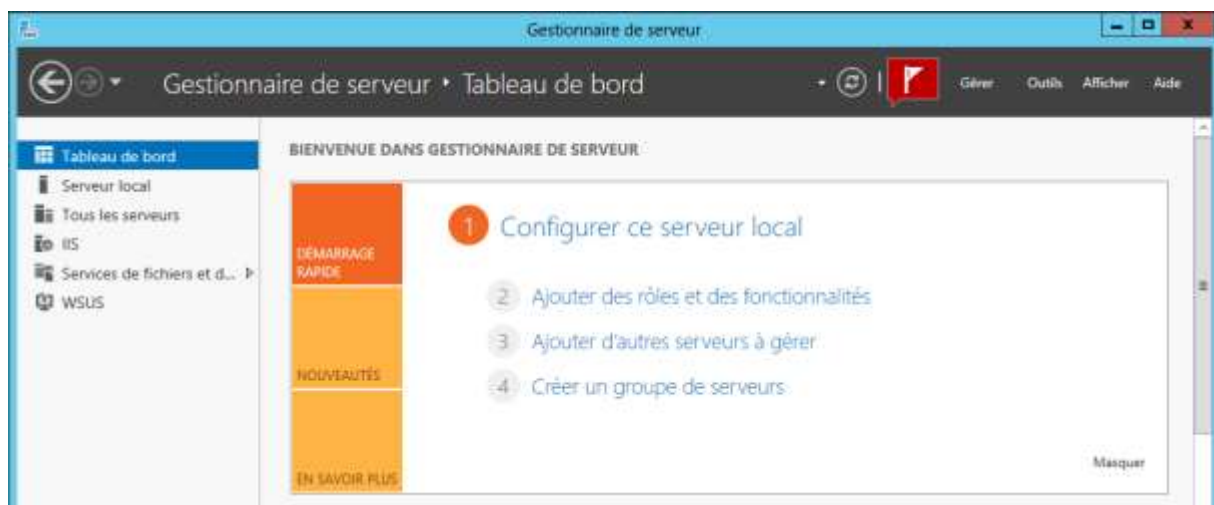 Gestionnaire de serveur
Gestionnaire de serveur ‣ Tableau de bord
Gérer Outils Afficher Aide
Tableau de bord
Serveur local
Tous les serveurs
IIS
Services de fichiers et d...
WSUS
BIENVENUE DANS GESTIONNAIRE DE SERVEUR
DÉMARRAGE
RAPIDE
NOUVEAUTÉS
EN SAVOIR PLUS
1 Configurer ce serveur local
2 Ajouter des rôles et des fonctionnalités
3 Ajouter d'autres serveurs à gérer
4 Créer un groupe de serveurs
Masquer